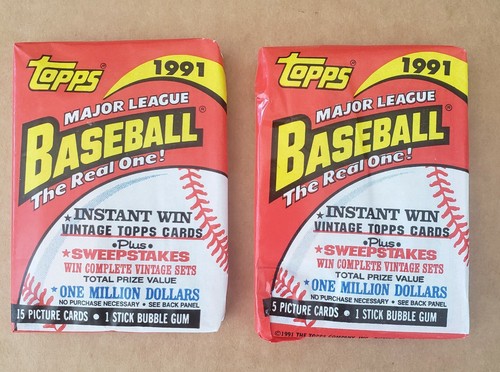 Topps
1991
MAJOR LEAGUE
BASEBALL®
The Real One!
★INSTANT WIN
VINTAGE TOPPS CARDS
•Plus•
★SWEEPSTAKES
WIN COMPLETE VINTAGE SETS
TOTAL PRIZE VALUE
★ONE MILLION DOLLARS
NO PURCHASE NECESSARY • SEE BACK PANEL
15 PICTURE CARDS • 1 STICK BUBBLE GUM
Topps®
1991
MAJOR LEAGUE
BASEBALL®
The Real One!
★INSTANT WIN
VINTAGE TOPPS CARDS
•Plus•
★SWEEPSTAKES
WIN COMPLETE VINTAGE SETS
TOTAL PRIZE VALUE
★ONE MILLION DOLLARS
NO PURCHASE NECESSARY • SEE BACK PANEL
5 PICTURE CARDS • 1 STICK BUBBLE GUM
©1991 THE TOPPS COMPANY,